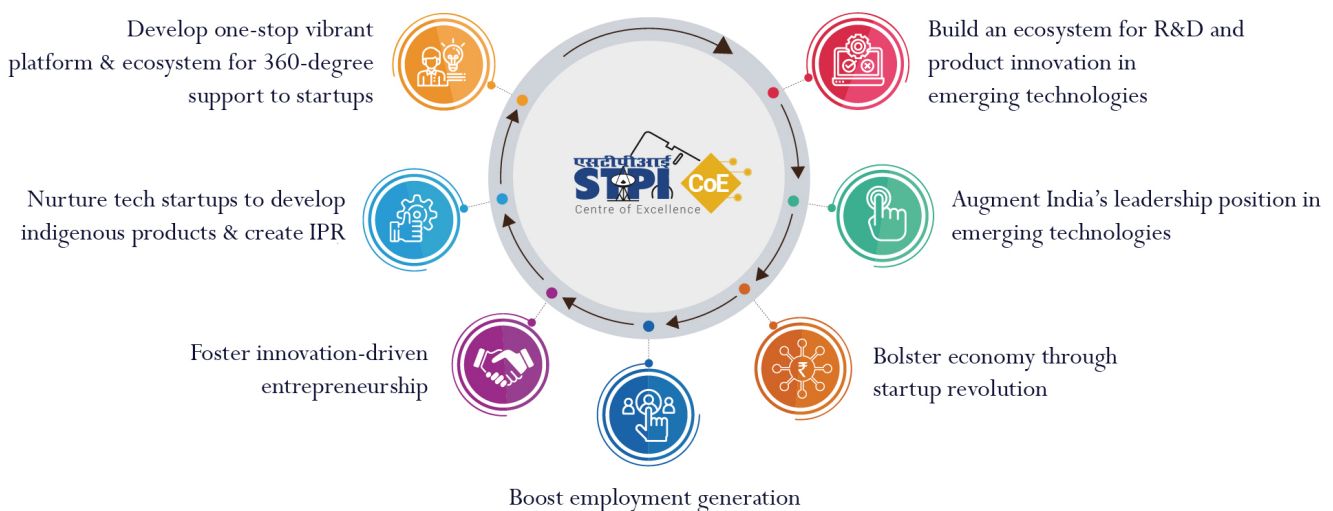 Develop one-stop vibrant
platform & ecosystem for 360-degree
support to startups
Build an ecosystem for R&D and
product innovation in
emerging technologies
एसटीपीआई
STPI
CoE
Centre of Excellence
Nurture tech startups to develop
indigenous products & create IPR
Augment India’s leadership position in
emerging technologies
Foster innovation-driven
entrepreneurship
₹
Bolster economy through
startup revolution
Boost employment generation